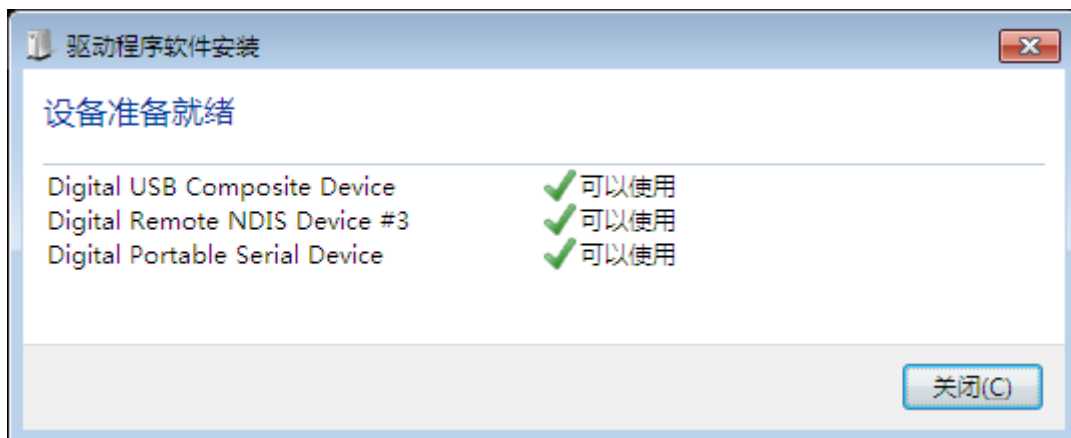 驱动程序软件安装
设备准备就绪
Digital USB Composite Device 可以使用
Digital Remote NDIS Device #3 可以使用
Digital Portable Serial Device 可以使用
关闭(C)